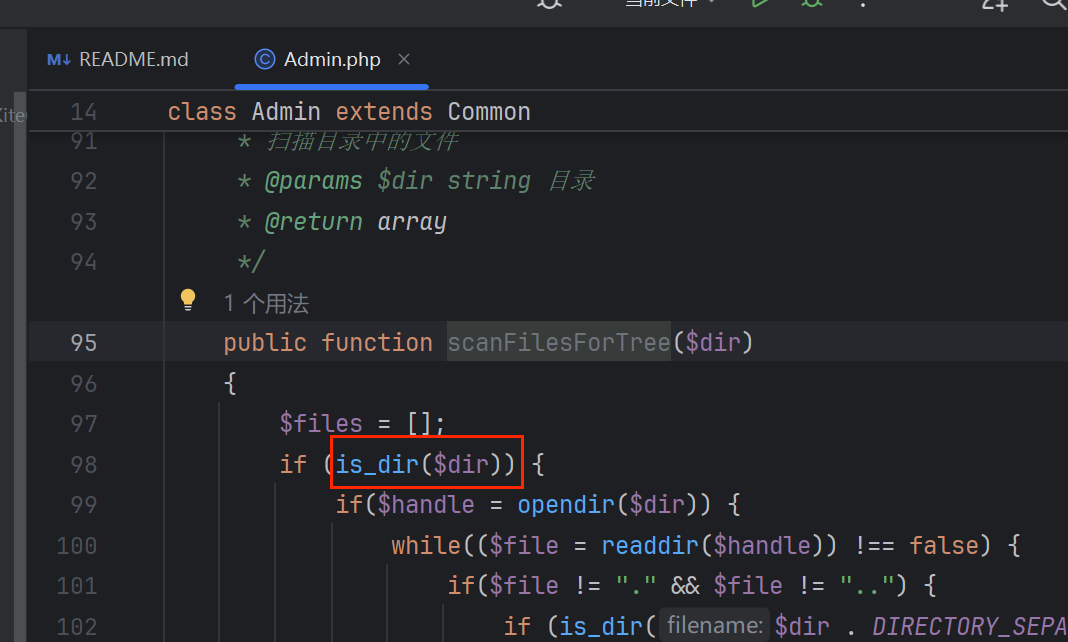 当前文件
README.md
Admin.php
14 class Admin extends Common
91 * 扫描目录中的文件
92 * @params $dir string 目录
93 * @return array
94 */
1 个用法
95 public function scanFilesForTree($dir)
96 {
97 $files = [];
98 if (is_dir($dir)) {
99 if($handle = opendir($dir)) {
100 while(($file = readdir($handle)) !== false) {
101 if($file != "." && $file != "..") {
102 if (is_dir( filename: $dir . DIRECTORY_SEPA